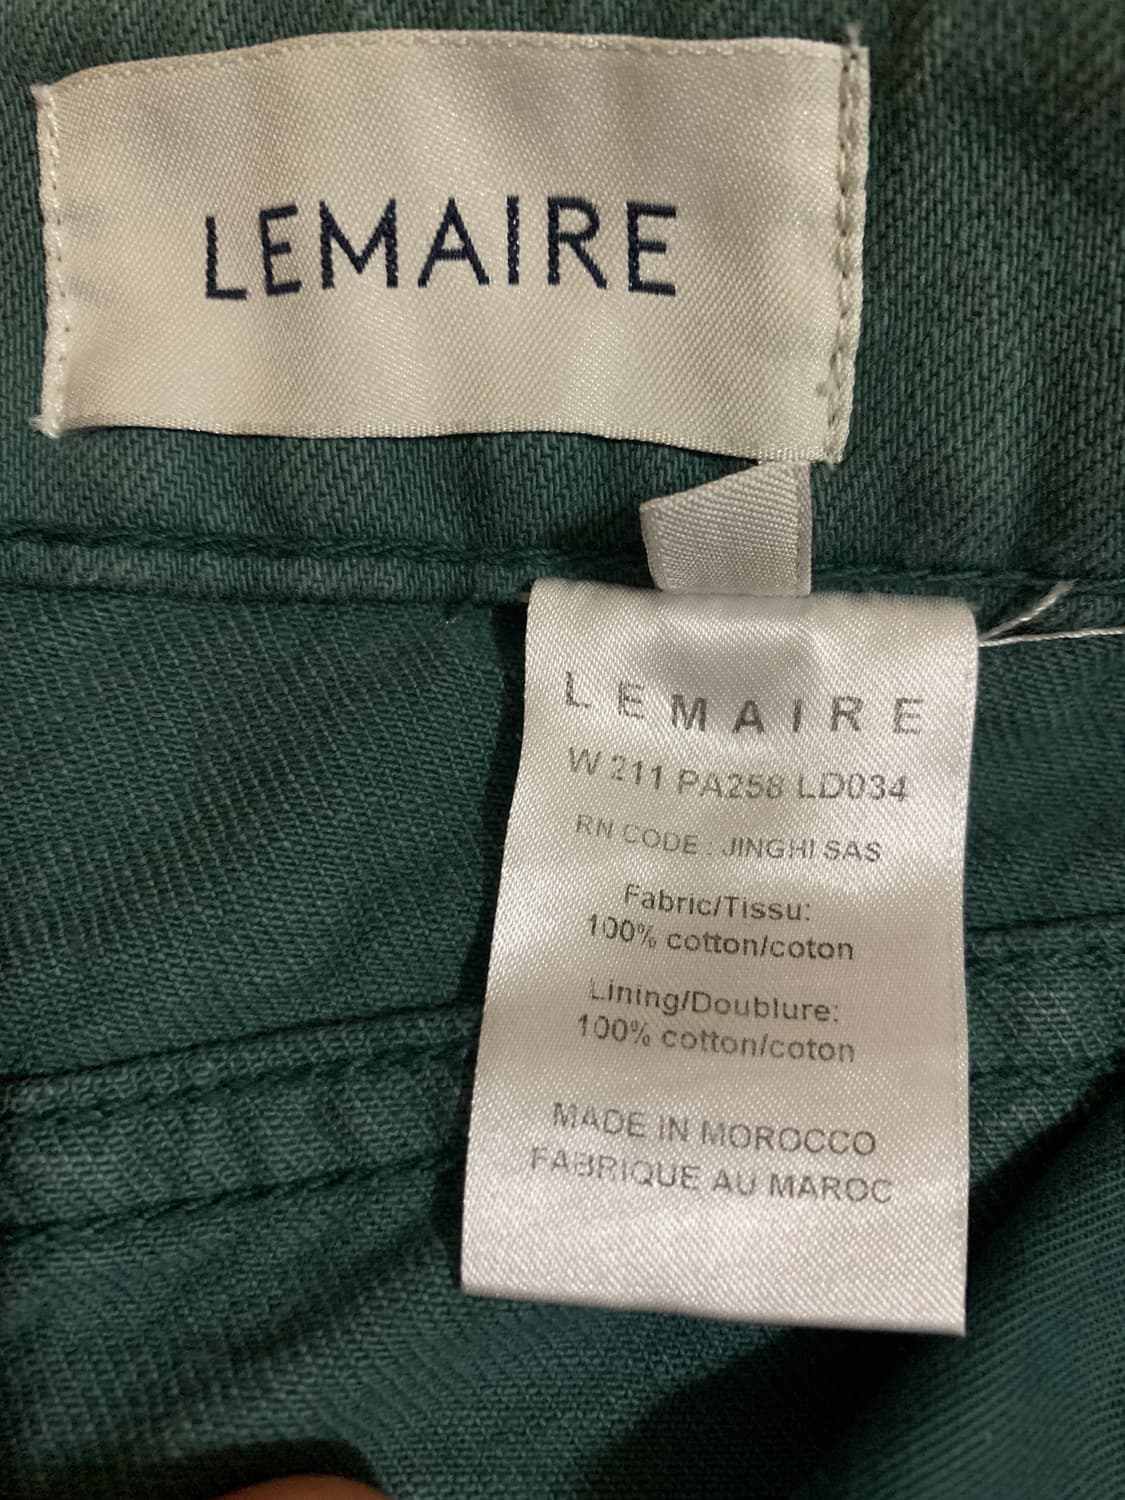 LEMAIRE
LEMAIRE
W 211 PA258 LD034
RN CODE : JINGHI SAS
Fabric/Tissu:
100% cotton/coton
Lining/Doublure:
100% cotton/coton
MADE IN MOROCCO
FABRIQUE AU MAROC